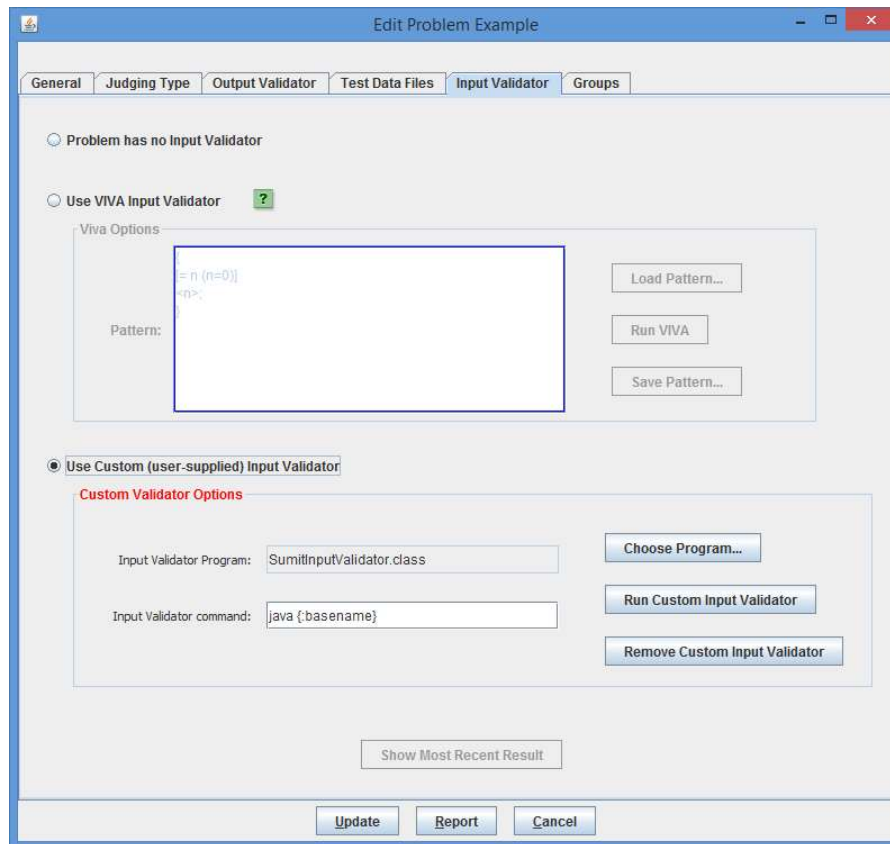 Edit Problem Example
General Judging Type Output Validator Test Data Files Input Validator Groups
Problem has no Input Validator
Use VIVA Input Validator ?
Viva Options
{
[= n (n=0)]
<n>;
}
Pattern:
Load Pattern...
Run VIVA
Save Pattern...
Use Custom (user-supplied) Input Validator
Custom Validator Options
Input Validator Program: SumitInputValidator.class
Choose Program...
Input Validator command: java {:basename}
Run Custom Input Validator
Remove Custom Input Validator
Show Most Recent Result
Update Report Cancel